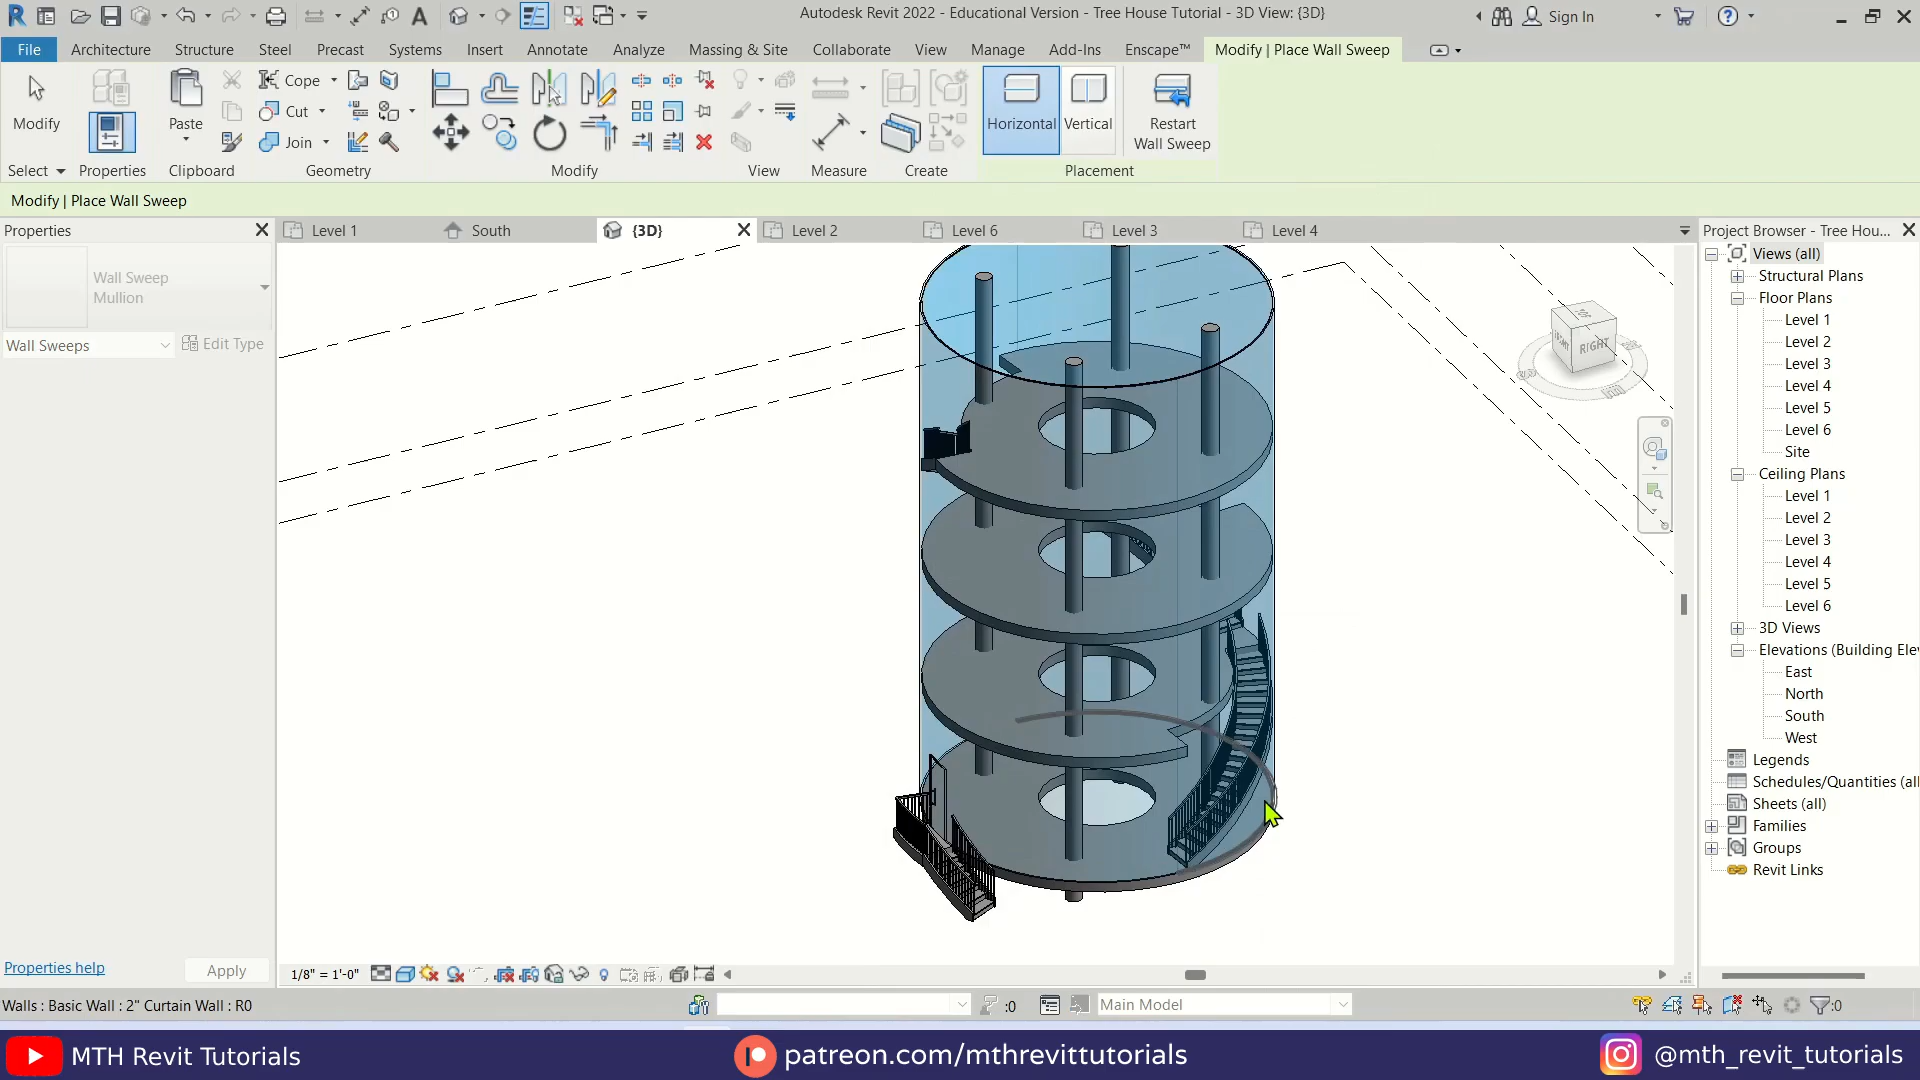 Autodesk Revit 2022 - Educational Version - Tree House Tutorial - 3D View: {3D}
Sign In
File Architecture Structure Steel Precast Systems Insert Annotate Analyze Massing & Site Collaborate View Manage Add-Ins Enscape™ Modify | Place Wall Sweep
Modify Paste Cope Cut Join Horizontal Vertical Restart Wall Sweep
Select Properties Clipboard Geometry Modify View Measure Create Placement
Modify | Place Wall Sweep
Properties
Level 1 South {3D} Level 2 Level 6 Level 3 Level 4
Project Browser - Tree Hou...
Wall Sweep
Mullion
Wall Sweeps
Edit Type
RIGHT
Views (all)
Structural Plans
Floor Plans
Level 1
Level 2
Level 3
Level 4
Level 5
Level 6
Site
Ceiling Plans
Level 1
Level 2
Level 3
Level 4
Level 5
Level 6
3D Views
Elevations (Building Ele
East
North
South
West
Legends
Schedules/Quantities (all
Sheets (all)
Families
Groups
Revit Links
Properties help
Apply
1/8" = 1'-0"
Walls : Basic Wall : 2" Curtain Wall : R0
:0
Main Model
:0
MTH Revit Tutorials
patreon.com/mthrevittutorials
@mth_revit_tutorials